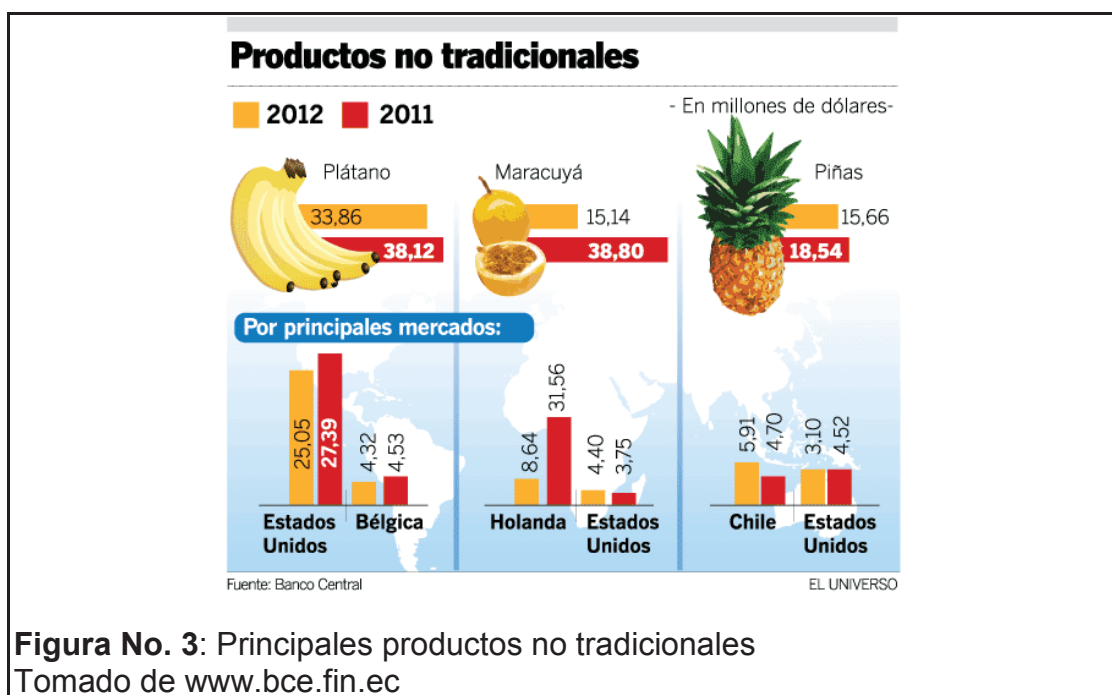 Productos no tradicionales
2012 2011
- En millones de dólares-
Plátano
33,86
38,12
Maracuyá
15,14
38,80
Piñas
15,66
18,54
Por principales mercados:
25,05
27,39
4,32
4,53
Estados
Unidos
Bélgica
8,64
31,56
4,40
3,75
Holanda
Estados
Unidos
5,91
4,70
3,10
4,52
Chile
Estados
Unidos
Fuente: Banco Central
EL UNIVERSO
Figura No. 3: Principales productos no tradicionales
Tomado de www.bce.fin.ec